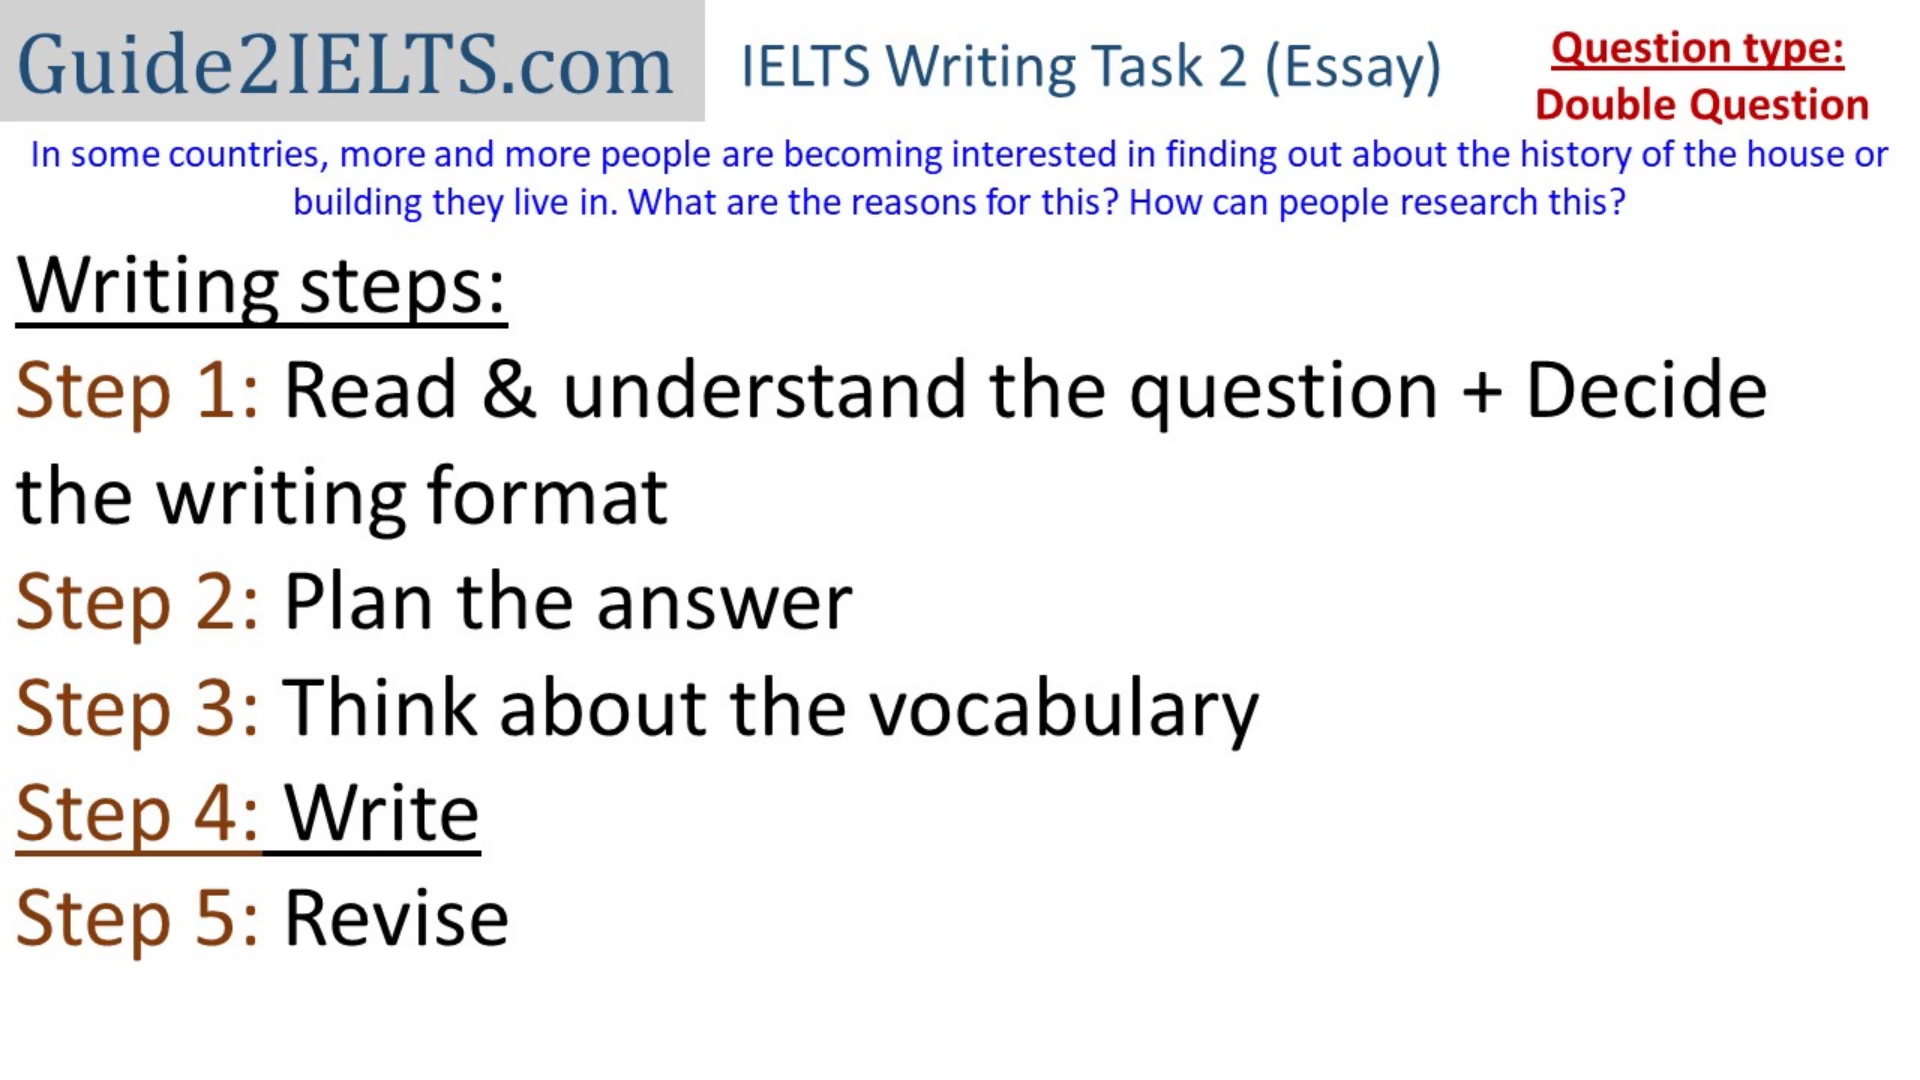 Guide2IELTS.com
IELTS Writing Task 2 (Essay)
Question type:
Double Question
In some countries, more and more people are becoming interested in finding out about the history of the house or
building they live in. What are the reasons for this? How can people research this?
Writing steps:
Step 1: Read & understand the question + Decide
the writing format
Step 2: Plan the answer
Step 3: Think about the vocabulary
Step 4: Write
Step 5: Revise